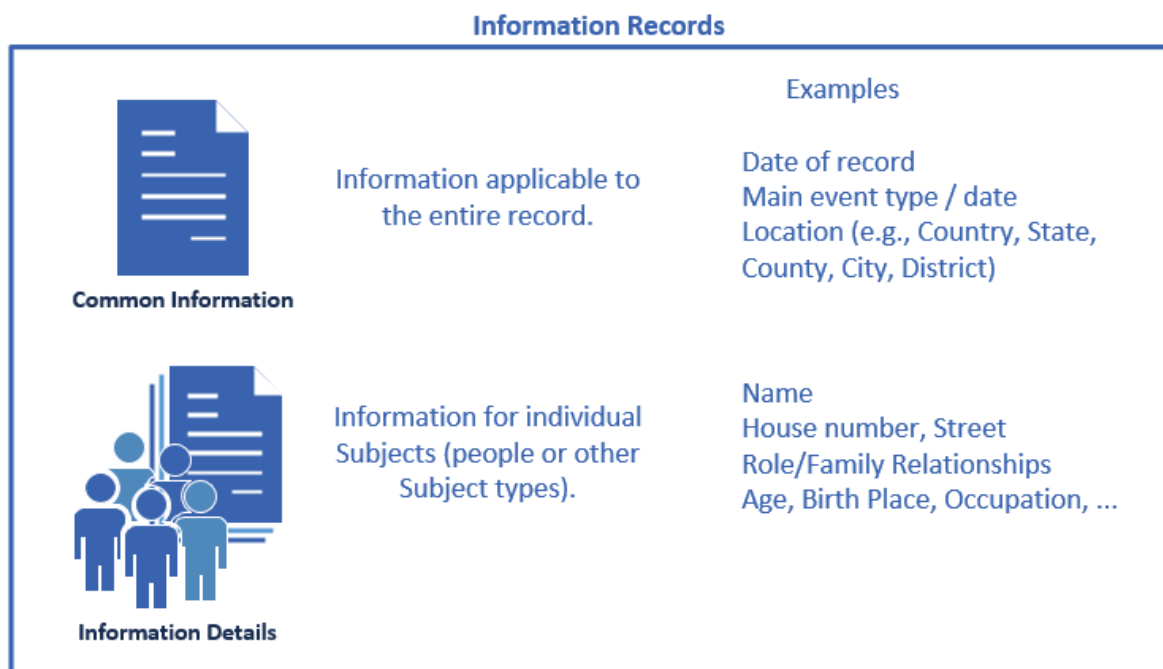 Information Records
Examples
Information applicable to
the entire record.
Date of record
Main event type / date
Location (e.g., Country, State,
County, City, District)
Common Information
Information for individual
Subjects (people or other
Subject types).
Name
House number, Street
Role/Family Relationships
Age, Birth Place, Occupation, ...
Information Details